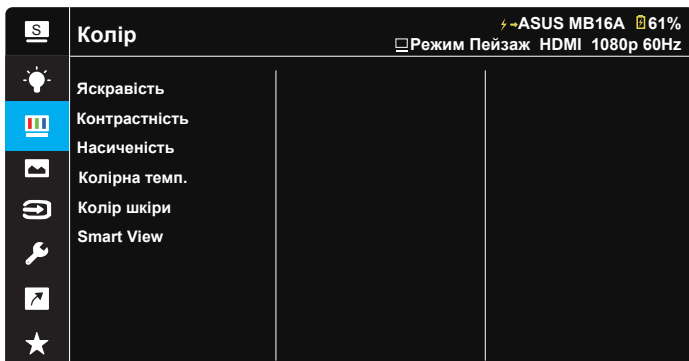 S
Колір
ASUS MB16A 61%
Режим Пейзаж HDMI 1080p 60Hz
Яскравість
Контрастність
Насиченість
Колірна темп.
Колір шкіри
Smart View